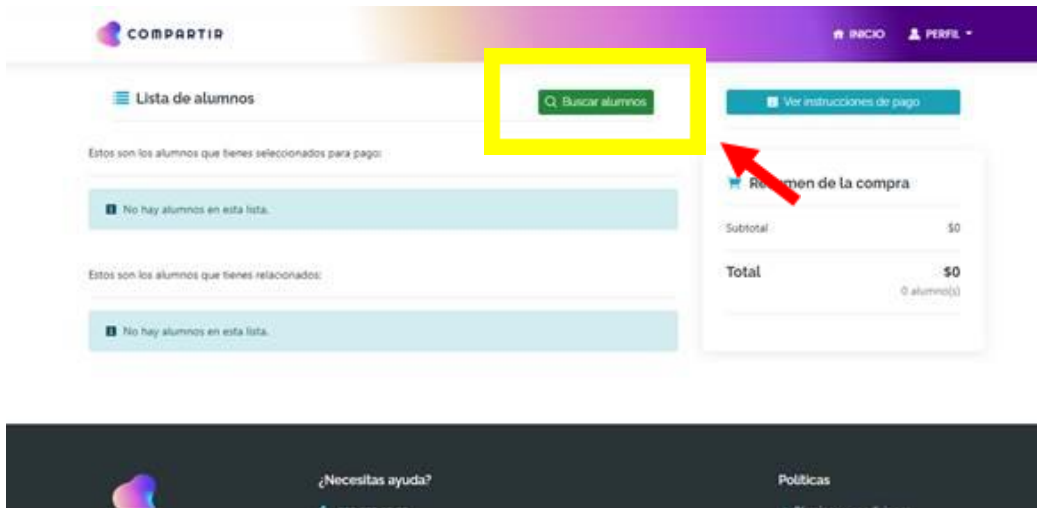 COMPARTIR
INICIO
PERFIL
Lista de alumnos
Buscar alumnos
Ver instrucciones de pago
Estos son los alumnos que tienes seleccionados para pago:
No hay alumnos en esta lista.
Estos son los alumnos que tienes relacionados:
No hay alumnos en esta lista.
de la compra
Subtotal $0
Total $0
0 alumno(s)
¿Necesitas ayuda?
Políticas